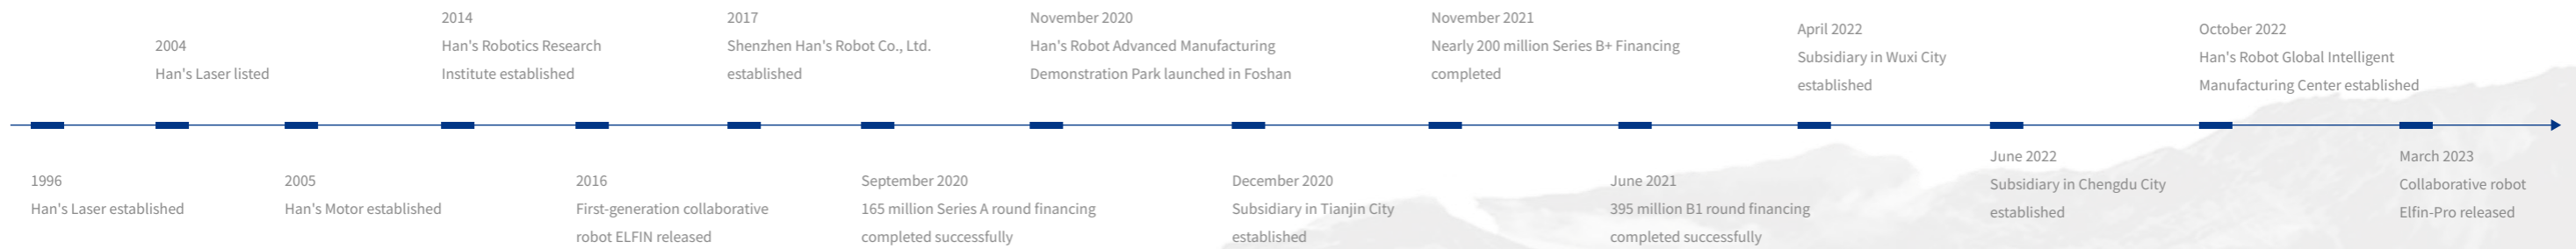 1996
Han's Laser established
2004
Han's Laser listed
2005
Han's Motor established
2014
Han's Robotics Research
Institute established
2016
First-generation collaborative
robot ELFIN released
2017
Shenzhen Han's Robot Co., Ltd.
established
September 2020
165 million Series A round financing
completed successfully
November 2020
Han's Robot Advanced Manufacturing
Demonstration Park launched in Foshan
December 2020
Subsidiary in Tianjin City
established
November 2021
Nearly 200 million Series B+ Financing
completed
June 2021
395 million B1 round financing
completed successfully
April 2022
Subsidiary in Wuxi City
established
June 2022
Subsidiary in Chengdu City
established
October 2022
Han's Robot Global Intelligent
Manufacturing Center established
March 2023
Collaborative robot
Elfin-Pro released